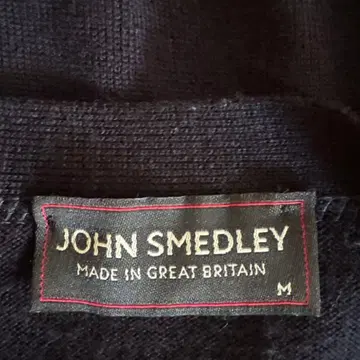 JOHN SMEDLEY
MADE IN GREAT BRITAIN
M